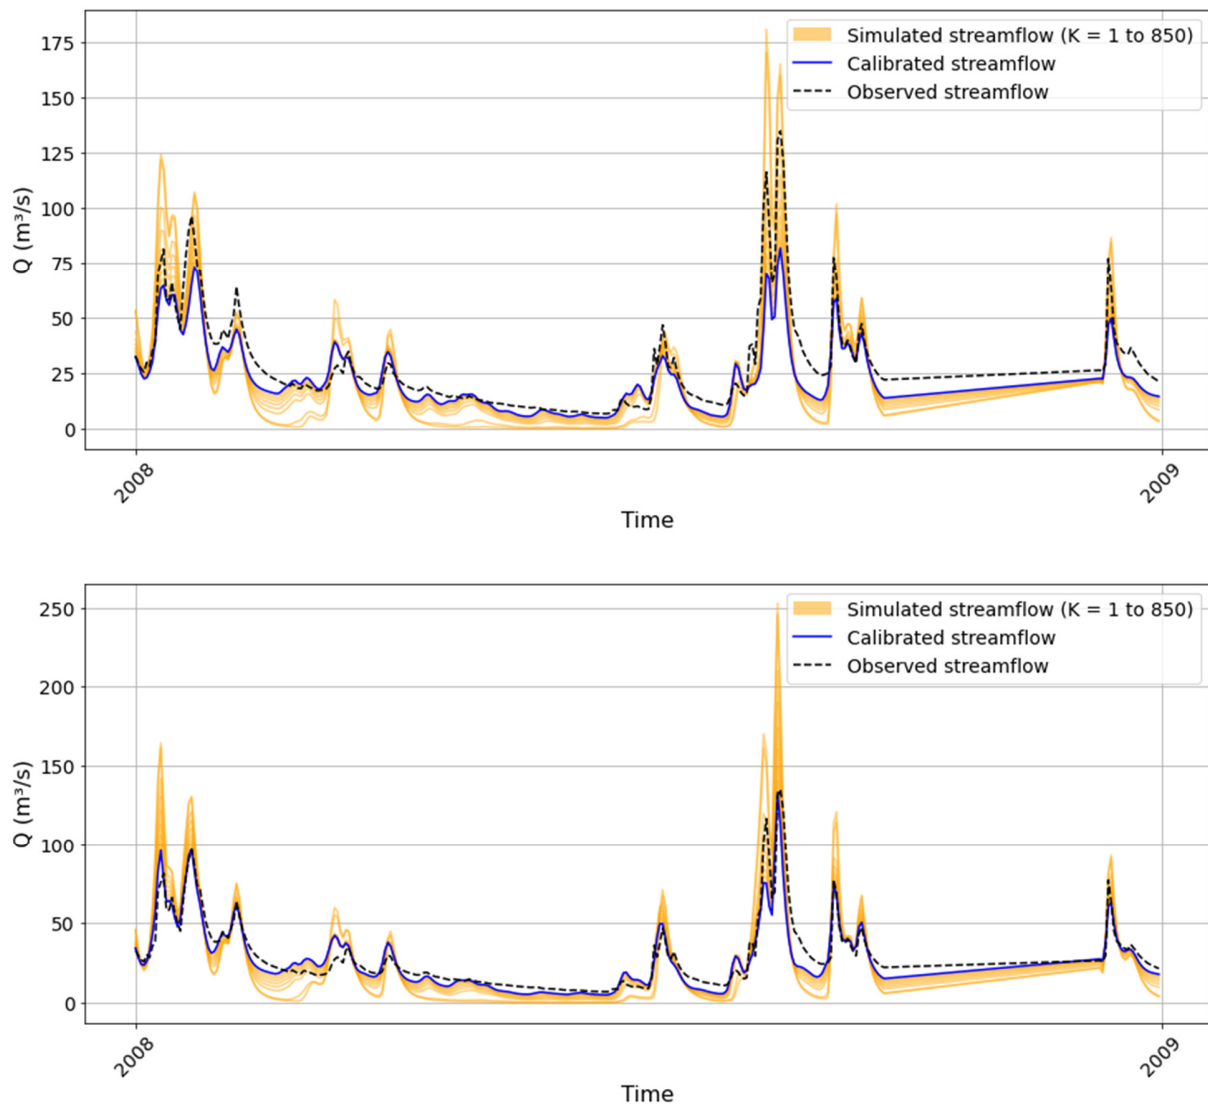 175
150
125
100
75
50
25
0
Q (m³/s)
Simulated streamflow (K = 1 to 850)
Calibrated streamflow
Observed streamflow
2008
2009
Time
250
200
150
100
50
0
Q (m³/s)
Simulated streamflow (K = 1 to 850)
Calibrated streamflow
Observed streamflow
2008
2009
Time